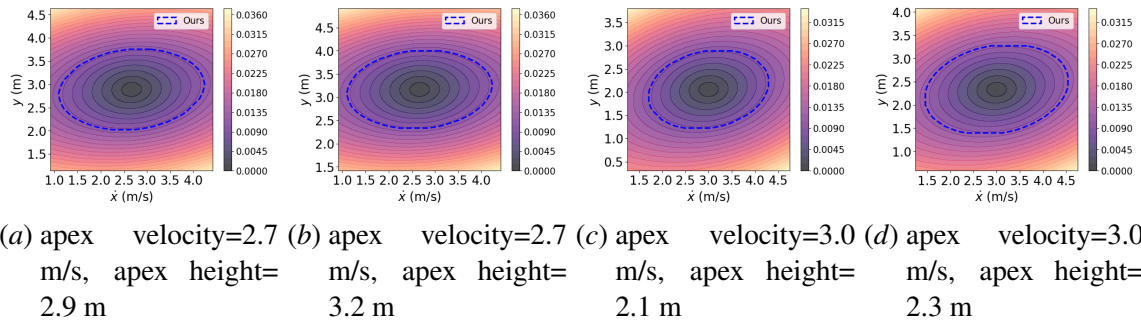 Ours
4.5
4.0
3.5
3.0
2.5
2.0
1.5
y (m)
1.0 1.5 2.0 2.5 3.0 3.5 4.0
ẋ (m/s)
0.0360
0.0315
0.0270
0.0225
0.0180
0.0135
0.0090
0.0045
0.0000
Ours
5.0
4.5
4.0
3.5
3.0
2.5
2.0
1.5
y (m)
1.0 1.5 2.0 2.5 3.0 3.5 4.0
ẋ (m/s)
0.0360
0.0315
0.0270
0.0225
0.0180
0.0135
0.0090
0.0045
0.0000
Ours
3.5
3.0
2.5
2.0
1.5
1.0
0.5
y (m)
1.5 2.0 2.5 3.0 3.5 4.0 4.5
ẋ (m/s)
0.0315
0.0270
0.0225
0.0180
0.0135
0.0090
0.0045
0.0000
Ours
4.0
3.5
3.0
2.5
2.0
1.5
1.0
y (m)
1.5 2.0 2.5 3.0 3.5 4.0 4.5
ẋ (m/s)
0.0315
0.0270
0.0225
0.0180
0.0135
0.0090
0.0045
0.0000
(a) apex velocity=2.7
m/s, apex height=
2.9 m
(b) apex velocity=2.7
m/s, apex height=
3.2 m
(c) apex velocity=3.0
m/s, apex height=
2.1 m
(d) apex velocity=3.0
m/s, apex height=
2.3 m